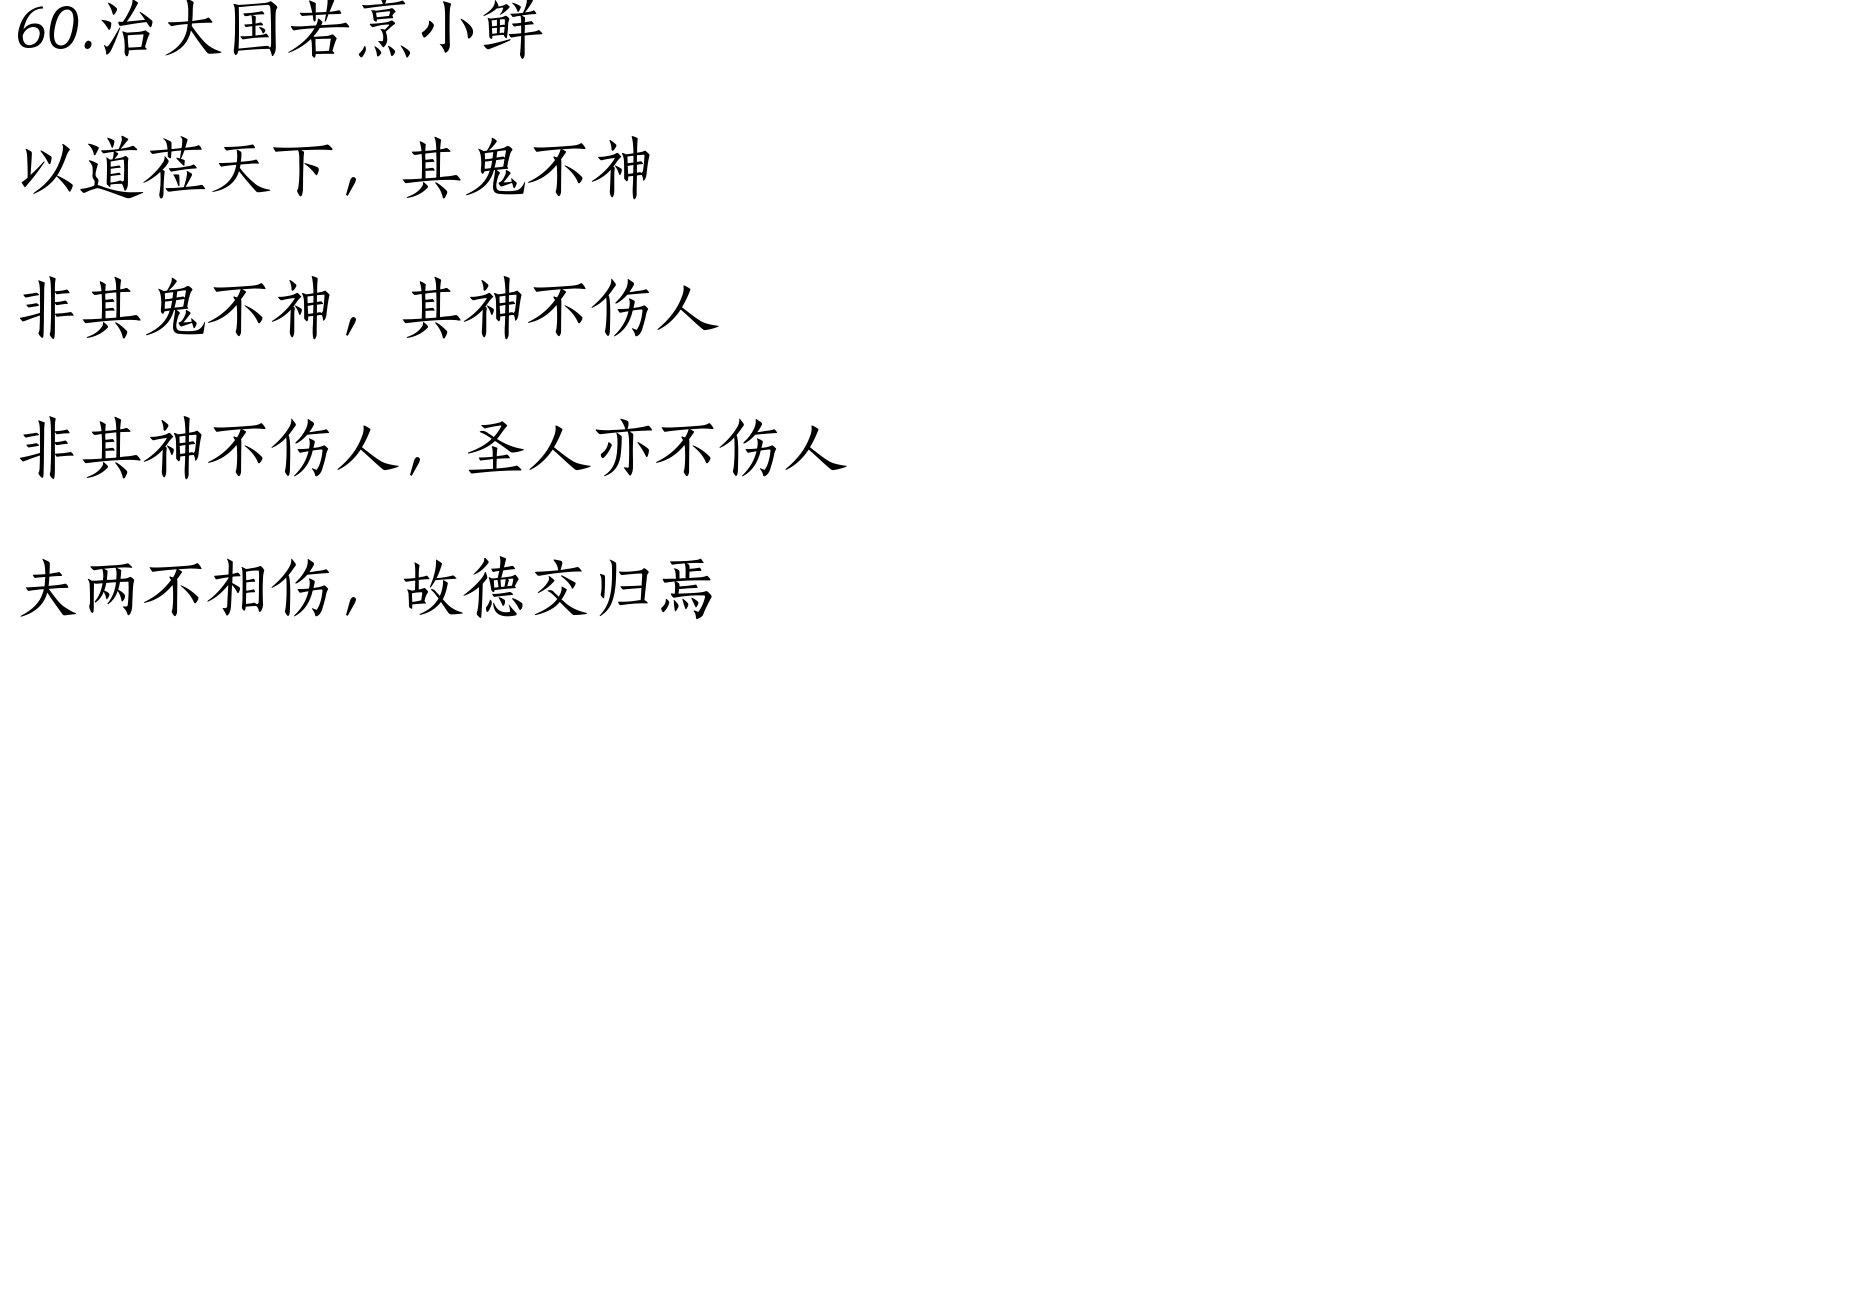 60.治大国若烹小鲜
以道莅天下，其鬼不神
非其鬼不神，其神不伤人
非其神不伤人，圣人亦不伤人
夫两不相伤，故德交归焉